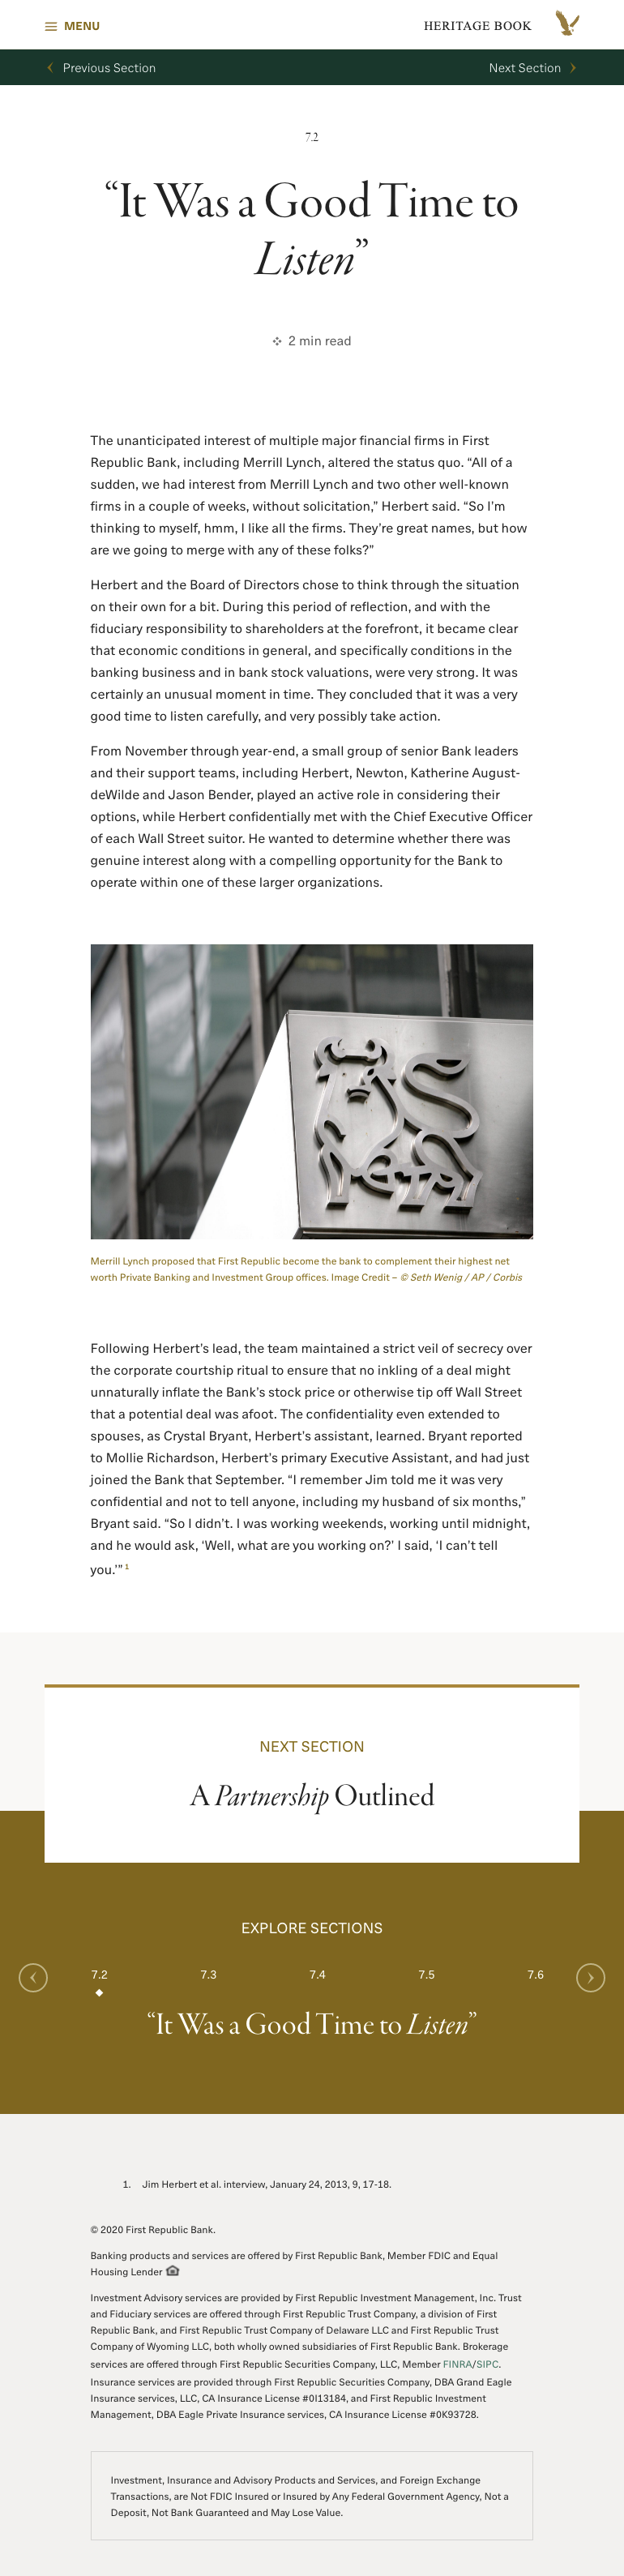 MENU
HERITAGE BOOK
Previous Section
Next Section
7.2
“It Was a Good Time to
Listen”
2 min read
The unanticipated interest of multiple major financial firms in First
Republic Bank, including Merrill Lynch, altered the status quo. “All of a
sudden, we had interest from Merrill Lynch and two other well-known
firms in a couple of weeks, without solicitation,” Herbert said. “So I’m
thinking to myself, hmm, I like all the firms. They’re great names, but how
are we going to merge with any of these folks?”
Herbert and the Board of Directors chose to think through the situation
on their own for a bit. During this period of reflection, and with the
fiduciary responsibility to shareholders at the forefront, it became clear
that economic conditions in general, and specifically conditions in the
banking business and in bank stock valuations, were very strong. It was
certainly an unusual moment in time. They concluded that it was a very
good time to listen carefully, and very possibly take action.
From November through year-end, a small group of senior Bank leaders
and their support teams, including Herbert, Newton, Katherine August-
deWilde and Jason Bender, played an active role in considering their
options, while Herbert confidentially met with the Chief Executive Officer
of each Wall Street suitor. He wanted to determine whether there was
genuine interest along with a compelling opportunity for the Bank to
operate within one of these larger organizations.
Merrill Lynch proposed that First Republic become the bank to complement their highest net
worth Private Banking and Investment Group offices. Image Credit – © Seth Wenig / AP / Corbis
Following Herbert’s lead, the team maintained a strict veil of secrecy over
the corporate courtship ritual to ensure that no inkling of a deal might
unnaturally inflate the Bank’s stock price or otherwise tip off Wall Street
that a potential deal was afoot. The confidentiality even extended to
spouses, as Crystal Bryant, Herbert’s assistant, learned. Bryant reported
to Mollie Richardson, Herbert’s primary Executive Assistant, and had just
joined the Bank that September. “I remember Jim told me it was very
confidential and not to tell anyone, including my husband of six months,”
Bryant said. “So I didn’t. I was working weekends, working until midnight,
and he would ask, ‘Well, what are you working on?’ I said, ‘I can’t tell
you.’” 1
NEXT SECTION
A Partnership Outlined
EXPLORE SECTIONS
7.2 7.3 7.4 7.5 7.6
“It Was a Good Time to Listen”
1. Jim Herbert et al. interview, January 24, 2013, 9, 17-18.
© 2020 First Republic Bank.
Banking products and services are offered by First Republic Bank, Member FDIC and Equal
Housing Lender
Investment Advisory services are provided by First Republic Investment Management, Inc. Trust
and Fiduciary services are offered through First Republic Trust Company, a division of First
Republic Bank, and First Republic Trust Company of Delaware LLC and First Republic Trust
Company of Wyoming LLC, both wholly owned subsidiaries of First Republic Bank. Brokerage
services are offered through First Republic Securities Company, LLC, Member FINRA/SIPC.
Insurance services are provided through First Republic Securities Company, DBA Grand Eagle
Insurance services, LLC, CA Insurance License #0I13184, and First Republic Investment
Management, DBA Eagle Private Insurance services, CA Insurance License #0K93728.
Investment, Insurance and Advisory Products and Services, and Foreign Exchange
Transactions, are Not FDIC Insured or Insured by Any Federal Government Agency, Not a
Deposit, Not Bank Guaranteed and May Lose Value.